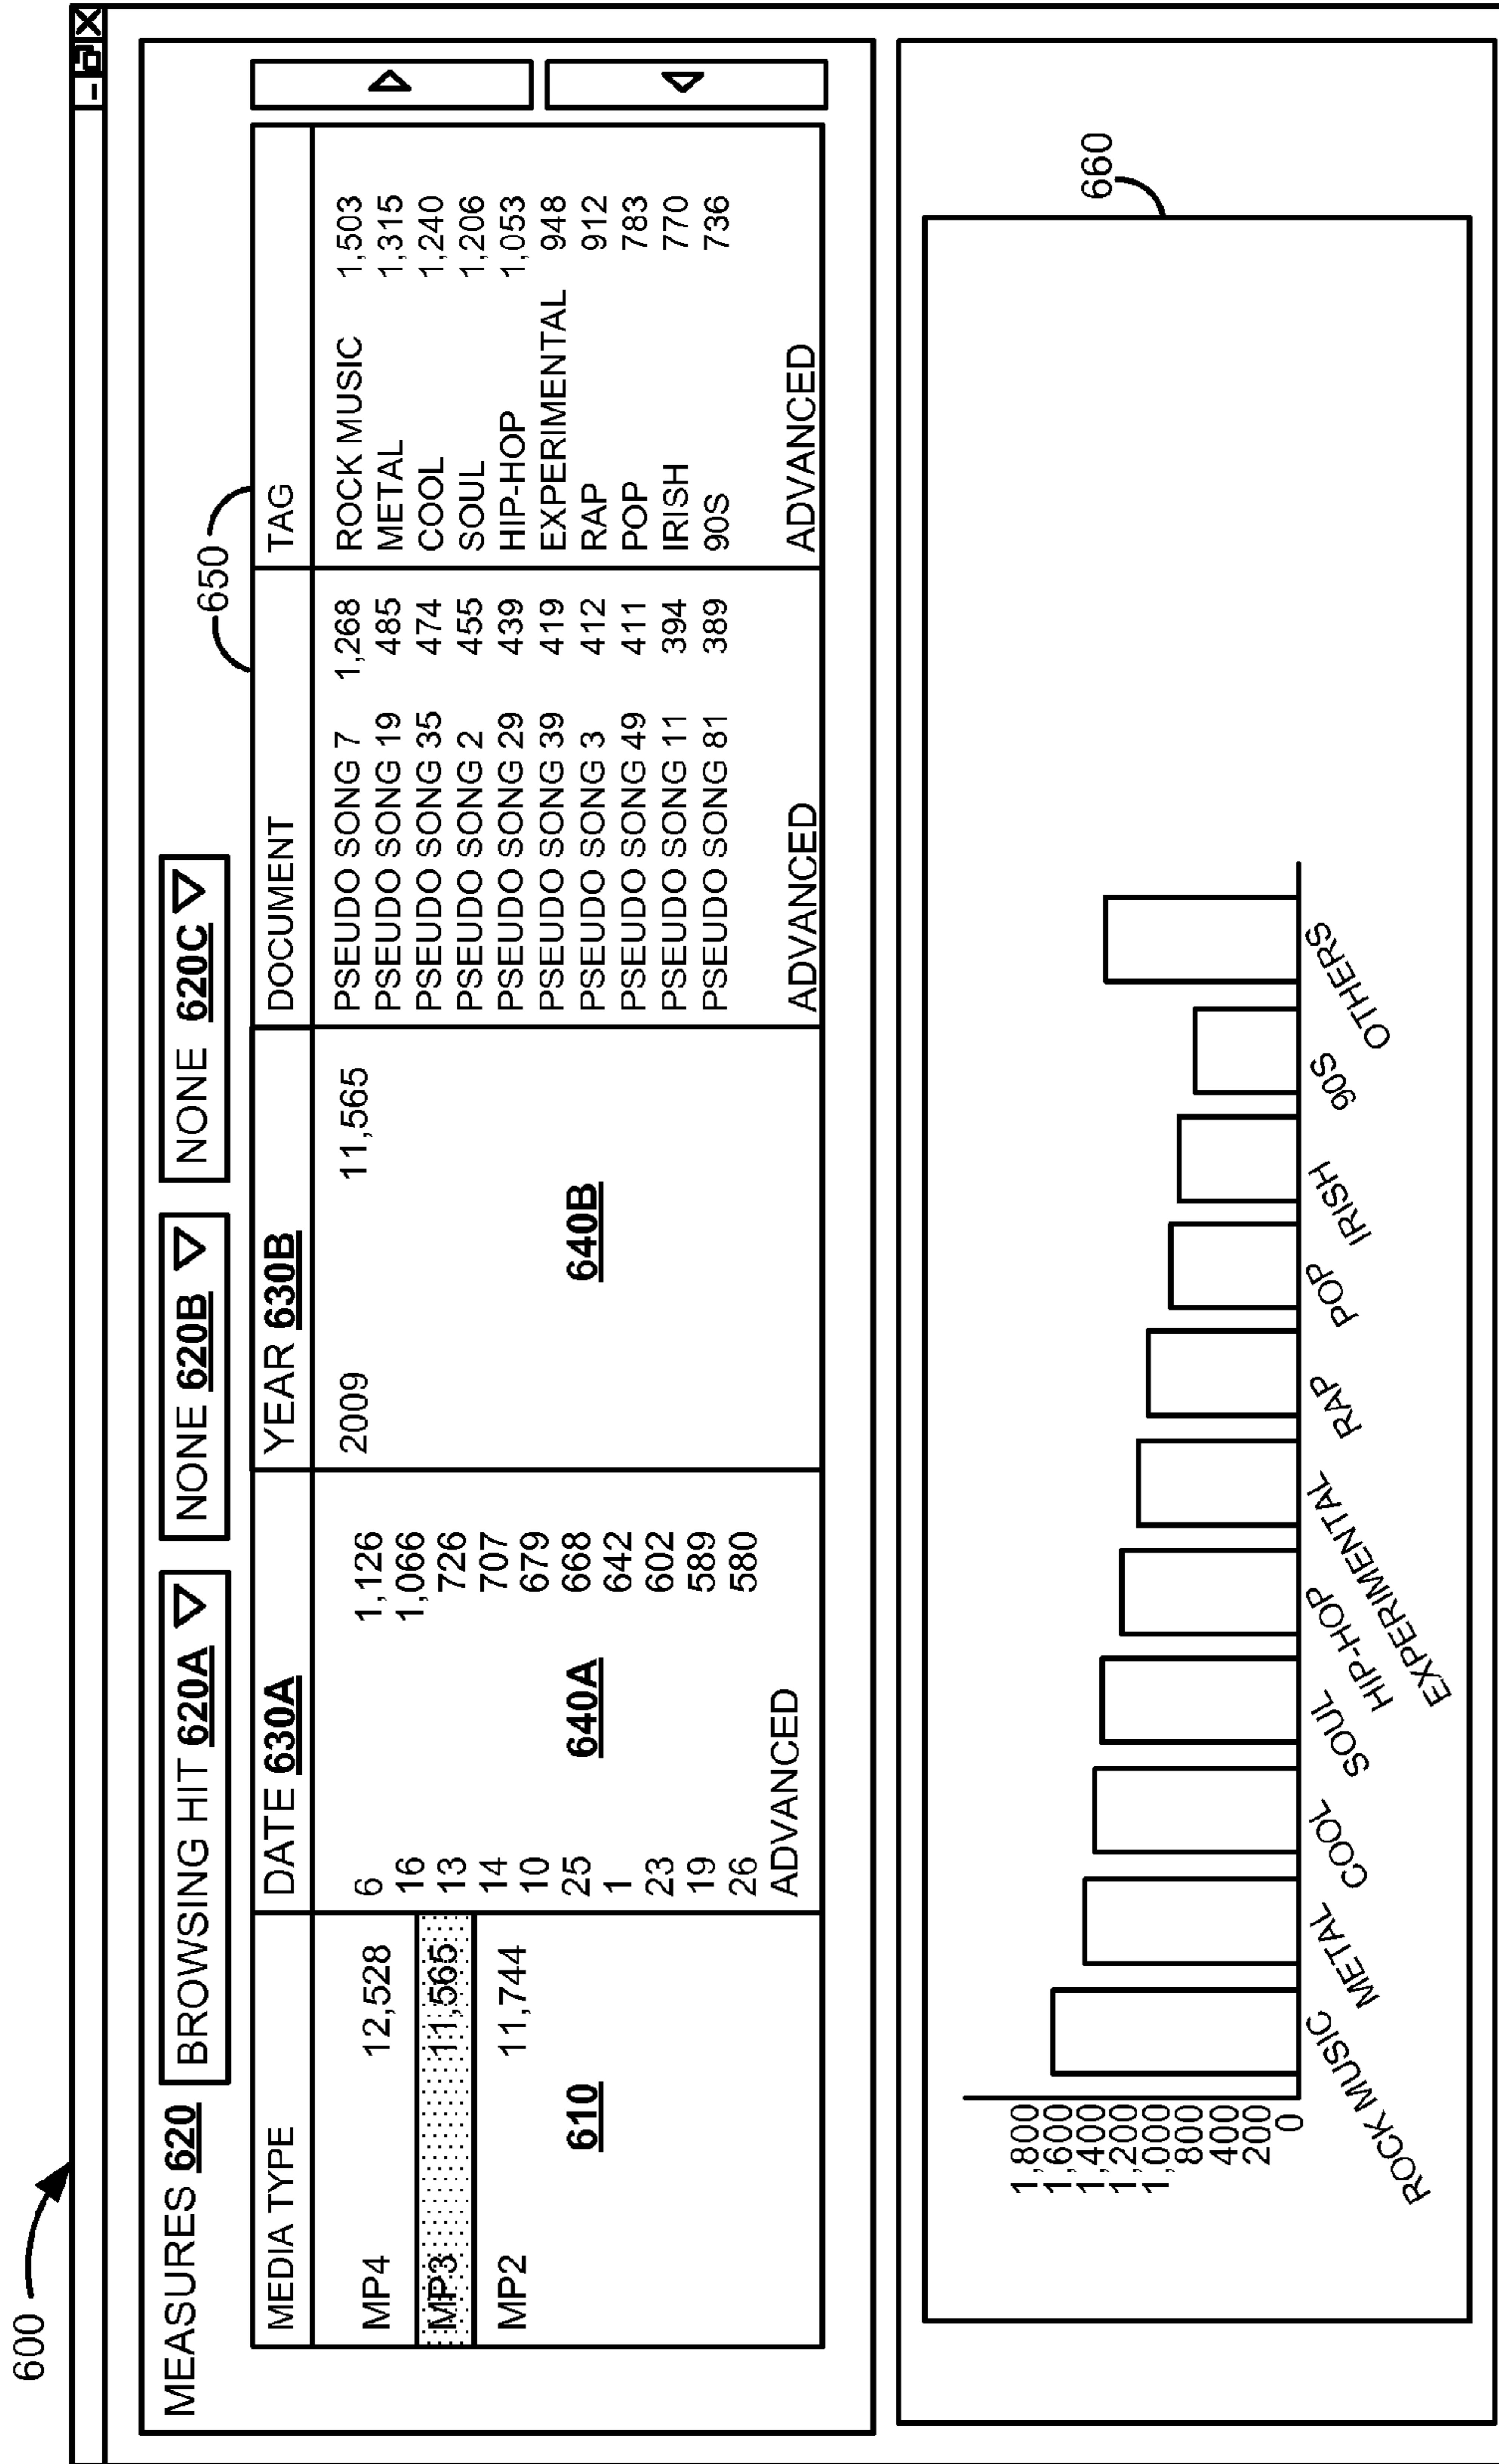 600
MEASURES 620 BROWSING HIT 620A NONE 620B NONE 620C
650
MEDIA TYPE DATE 630A YEAR 630B DOCUMENT TAG
MP4 12,528
MP3 11,565
MP2 11,744
610
6 1,126
16 1,066
13 726
14 707
10 679
25 668
1 642
23 602
19 589
26 580
640A
ADVANCED
2009 11,565
640B
PSEUDO SONG 7 1,268
PSEUDO SONG 19 485
PSEUDO SONG 35 474
PSEUDO SONG 2 455
PSEUDO SONG 29 439
PSEUDO SONG 39 419
PSEUDO SONG 3 412
PSEUDO SONG 49 411
PSEUDO SONG 11 394
PSEUDO SONG 81 389
ADVANCED
ROCK MUSIC 1,503
METAL 1,315
COOL 1,240
SOUL 1,206
HIP-HOP 1,053
EXPERIMENTAL 948
RAP 912
POP 783
IRISH 770
90S 736
ADVANCED
660
1,800
1,600
1,400
1,200
1,000
800
400
200
0
ROCK MUSIC
METAL
COOL
SOUL
HIP-HOP
EXPERIMENTAL
RAP
POP
IRISH
90S
OTHERS